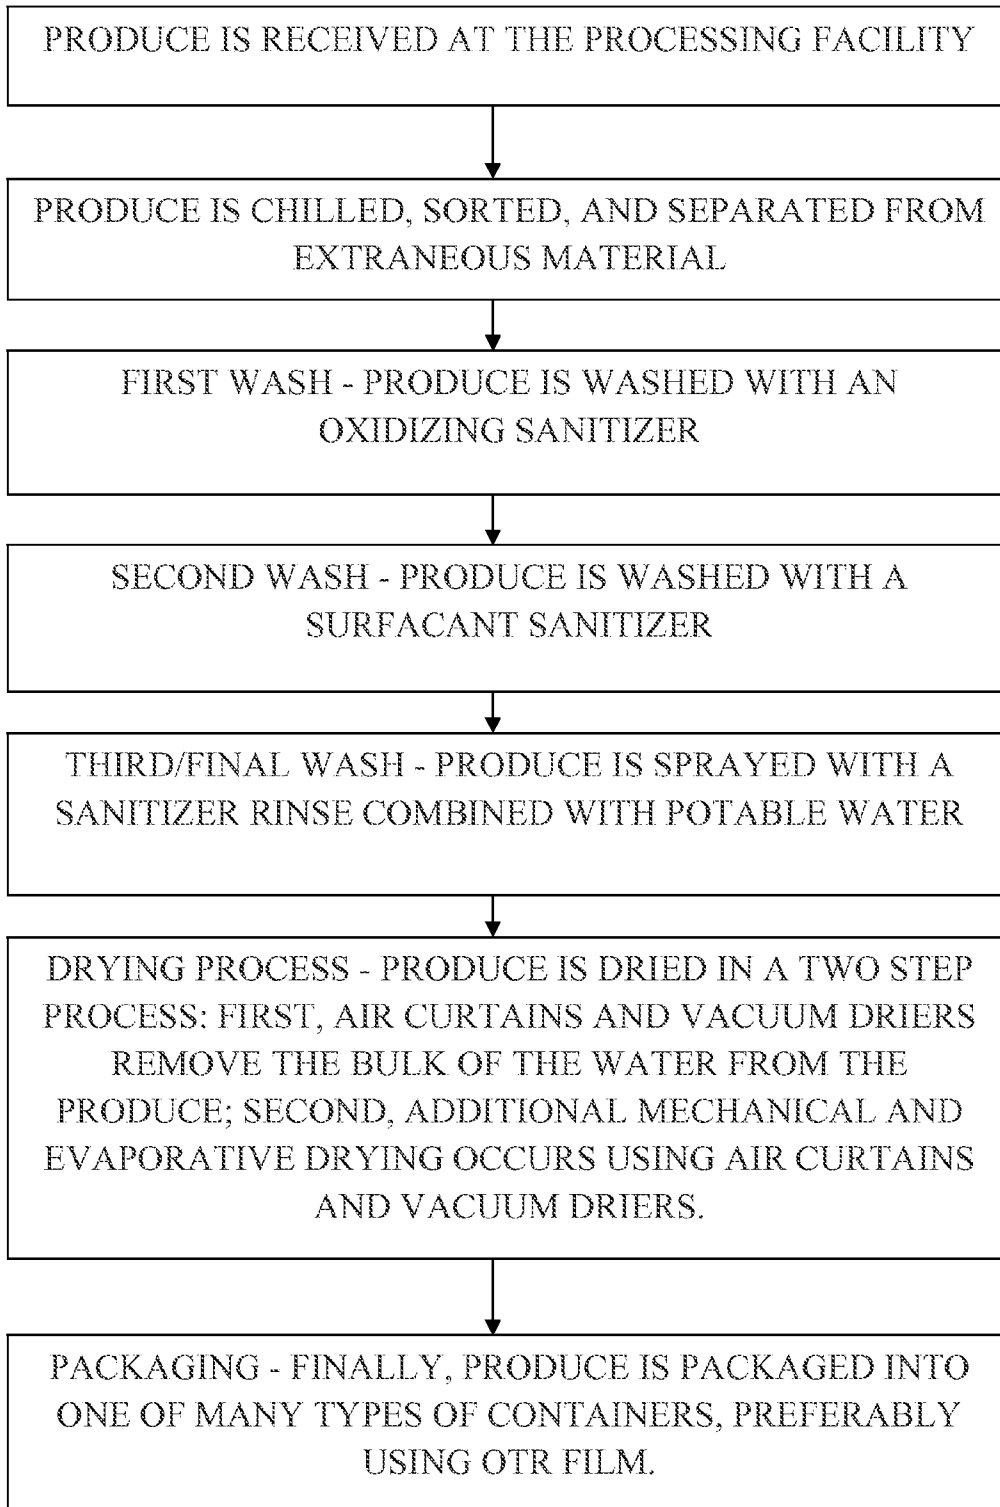 PRODUCE IS RECEIVED AT THE PROCESSING FACILITY
PRODUCE IS CHILLED, SORTED, AND SEPARATED FROM
EXTRANEOUS MATERIAL
FIRST WASH - PRODUCE IS WASHED WITH AN
OXIDIZING SANITIZER
SECOND WASH - PRODUCE IS WASHED WITH A
SURFACANT SANITIZER
THIRD/FINAL WASH - PRODUCE IS SPRAYED WITH A
SANITIZER RINSE COMBINED WITH POTABLE WATER
DRYING PROCESS - PRODUCE IS DRIED IN A TWO STEP
PROCESS: FIRST, AIR CURTAINS AND VACUUM DRIERS
REMOVE THE BULK OF THE WATER FROM THE
PRODUCE; SECOND, ADDITIONAL MECHANICAL AND
EVAPORATIVE DRYING OCCURS USING AIR CURTAINS
AND VACUUM DRIERS.
PACKAGING - FINALLY, PRODUCE IS PACKAGED INTO
ONE OF MANY TYPES OF CONTAINERS, PREFERABLY
USING OTR FILM.